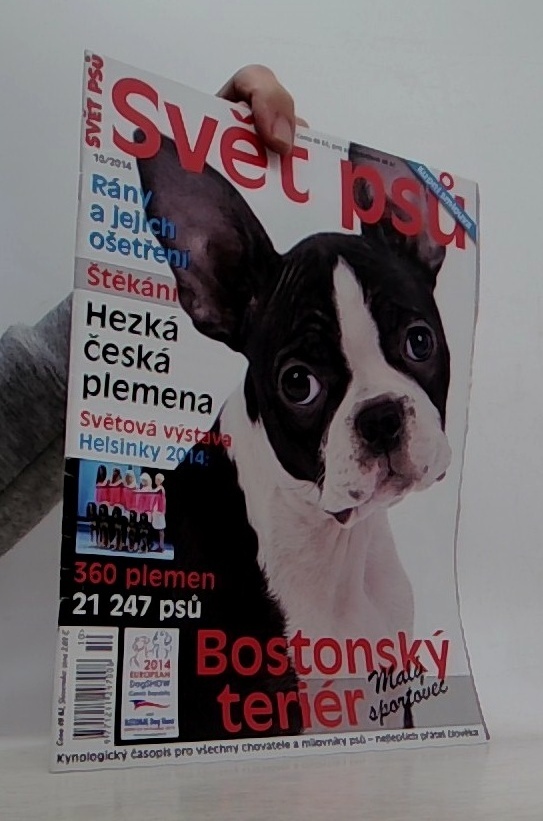 SVĚT PSŮ
Svět psů
10/2014
Kupní smlouva
Rány
a jejich
ošetření
Štěkání
Hezká
česká
plemena
Světová výstava
Helsinky 2014:
360 plemen
21 247 psů
2014
EUROPEAN
DogSHOW
Bostonský
teriér
Malý
sportovec
Kynologický časopis pro všechny chovatele a milovníky psů – nejlepších přátel člověka